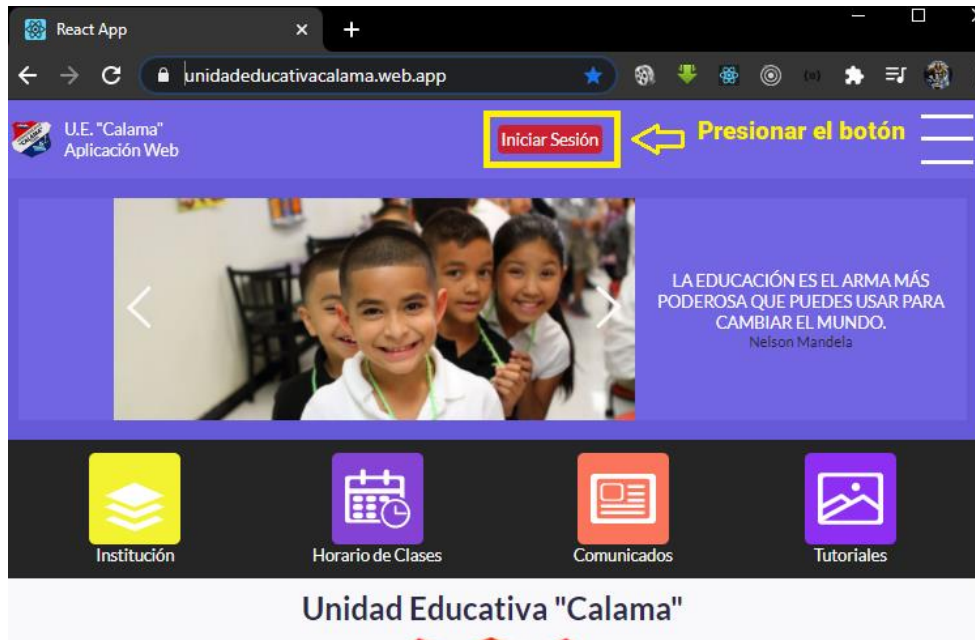 React App
unidadeducativacalama.web.app
U.E. "Calama"
Aplicación Web
Iniciar Sesión
Presionar el botón
LA EDUCACIÓN ES EL ARMA MÁS
PODEROSA QUE PUEDES USAR PARA
CAMBIAR EL MUNDO.
Nelson Mandela
Institución
Horario de Clases
Comunicados
Tutoriales
Unidad Educativa "Calama"